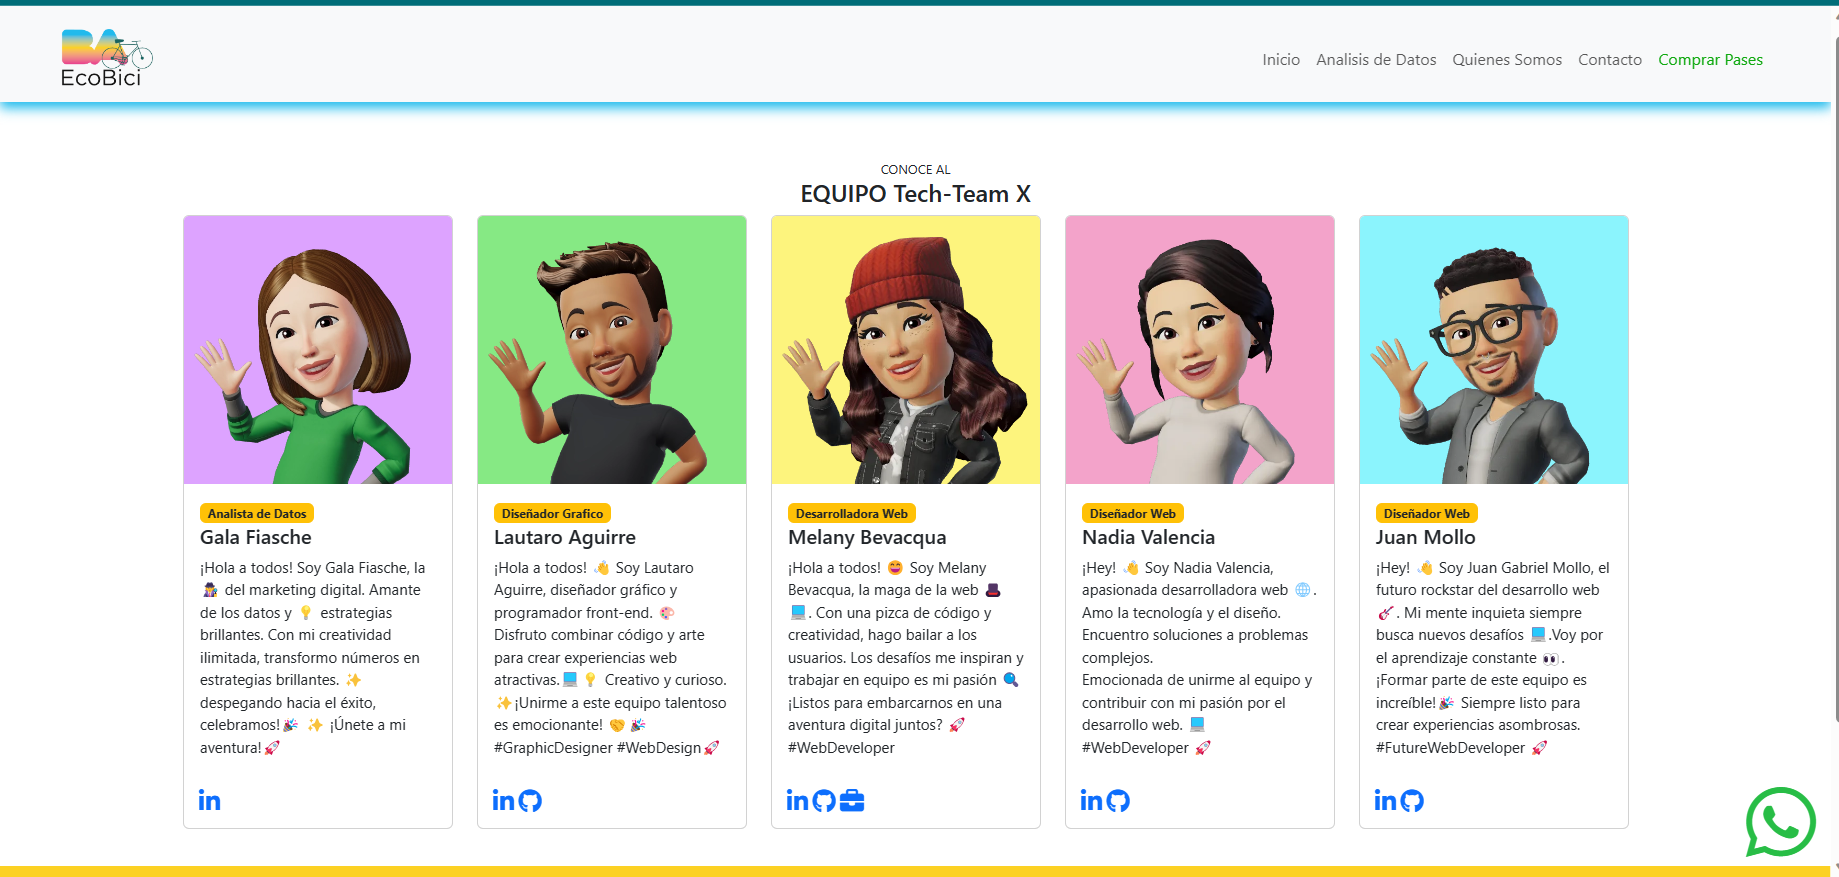 BA
EcoBici
Inicio Analisis de Datos Quienes Somos Contacto Comprar Pases
CONOCE AL
EQUIPO Tech-Team X
Analista de Datos
Gala Fiasche
¡Hola a todos! Soy Gala Fiasche, la
🕵️‍♀️ del marketing digital. Amante
de los datos y 💡 estrategias
brillantes. Con mi creatividad
ilimitada, transformo números en
estrategias brillantes. ✨
despegando hacia el éxito,
celebramos!🎉 ✨ ¡Únete a mi
aventura!🚀
Diseñador Grafico
Lautaro Aguirre
¡Hola a todos! 👋 Soy Lautaro
Aguirre, diseñador gráfico y
programador front-end. 🎨
Disfruto combinar código y arte
para crear experiencias web
atractivas.💻💡 Creativo y curioso.
✨¡Unirme a este equipo talentoso
es emocionante! 🤝🎉
#GraphicDesigner #WebDesign🚀
Desarrolladora Web
Melany Bevacqua
¡Hola a todos! 😄 Soy Melany
Bevacqua, la maga de la web 🎩
💻. Con una pizca de código y
creatividad, hago bailar a los
usuarios. Los desafíos me inspiran y
trabajar en equipo es mi pasión 🔍
¡Listos para embarcarnos en una
aventura digital juntos? 🚀
#WebDeveloper
Diseñador Web
Nadia Valencia
¡Hey! 👋 Soy Nadia Valencia,
apasionada desarrolladora web 🌐.
Amo la tecnología y el diseño.
Encuentro soluciones a problemas
complejos.
Emocionada de unirme al equipo y
contribuir con mi pasión por el
desarrollo web. 💻
#WebDeveloper 🚀
Diseñador Web
Juan Mollo
¡Hey! 👋 Soy Juan Gabriel Mollo, el
futuro rockstar del desarrollo web
🎸. Mi mente inquieta siempre
busca nuevos desafíos 💻.Voy por
el aprendizaje constante 👀.
¡Formar parte de este equipo es
increíble!🎉 Siempre listo para
crear experiencias asombrosas.
#FutureWebDeveloper 🚀
in
in
in
in
in